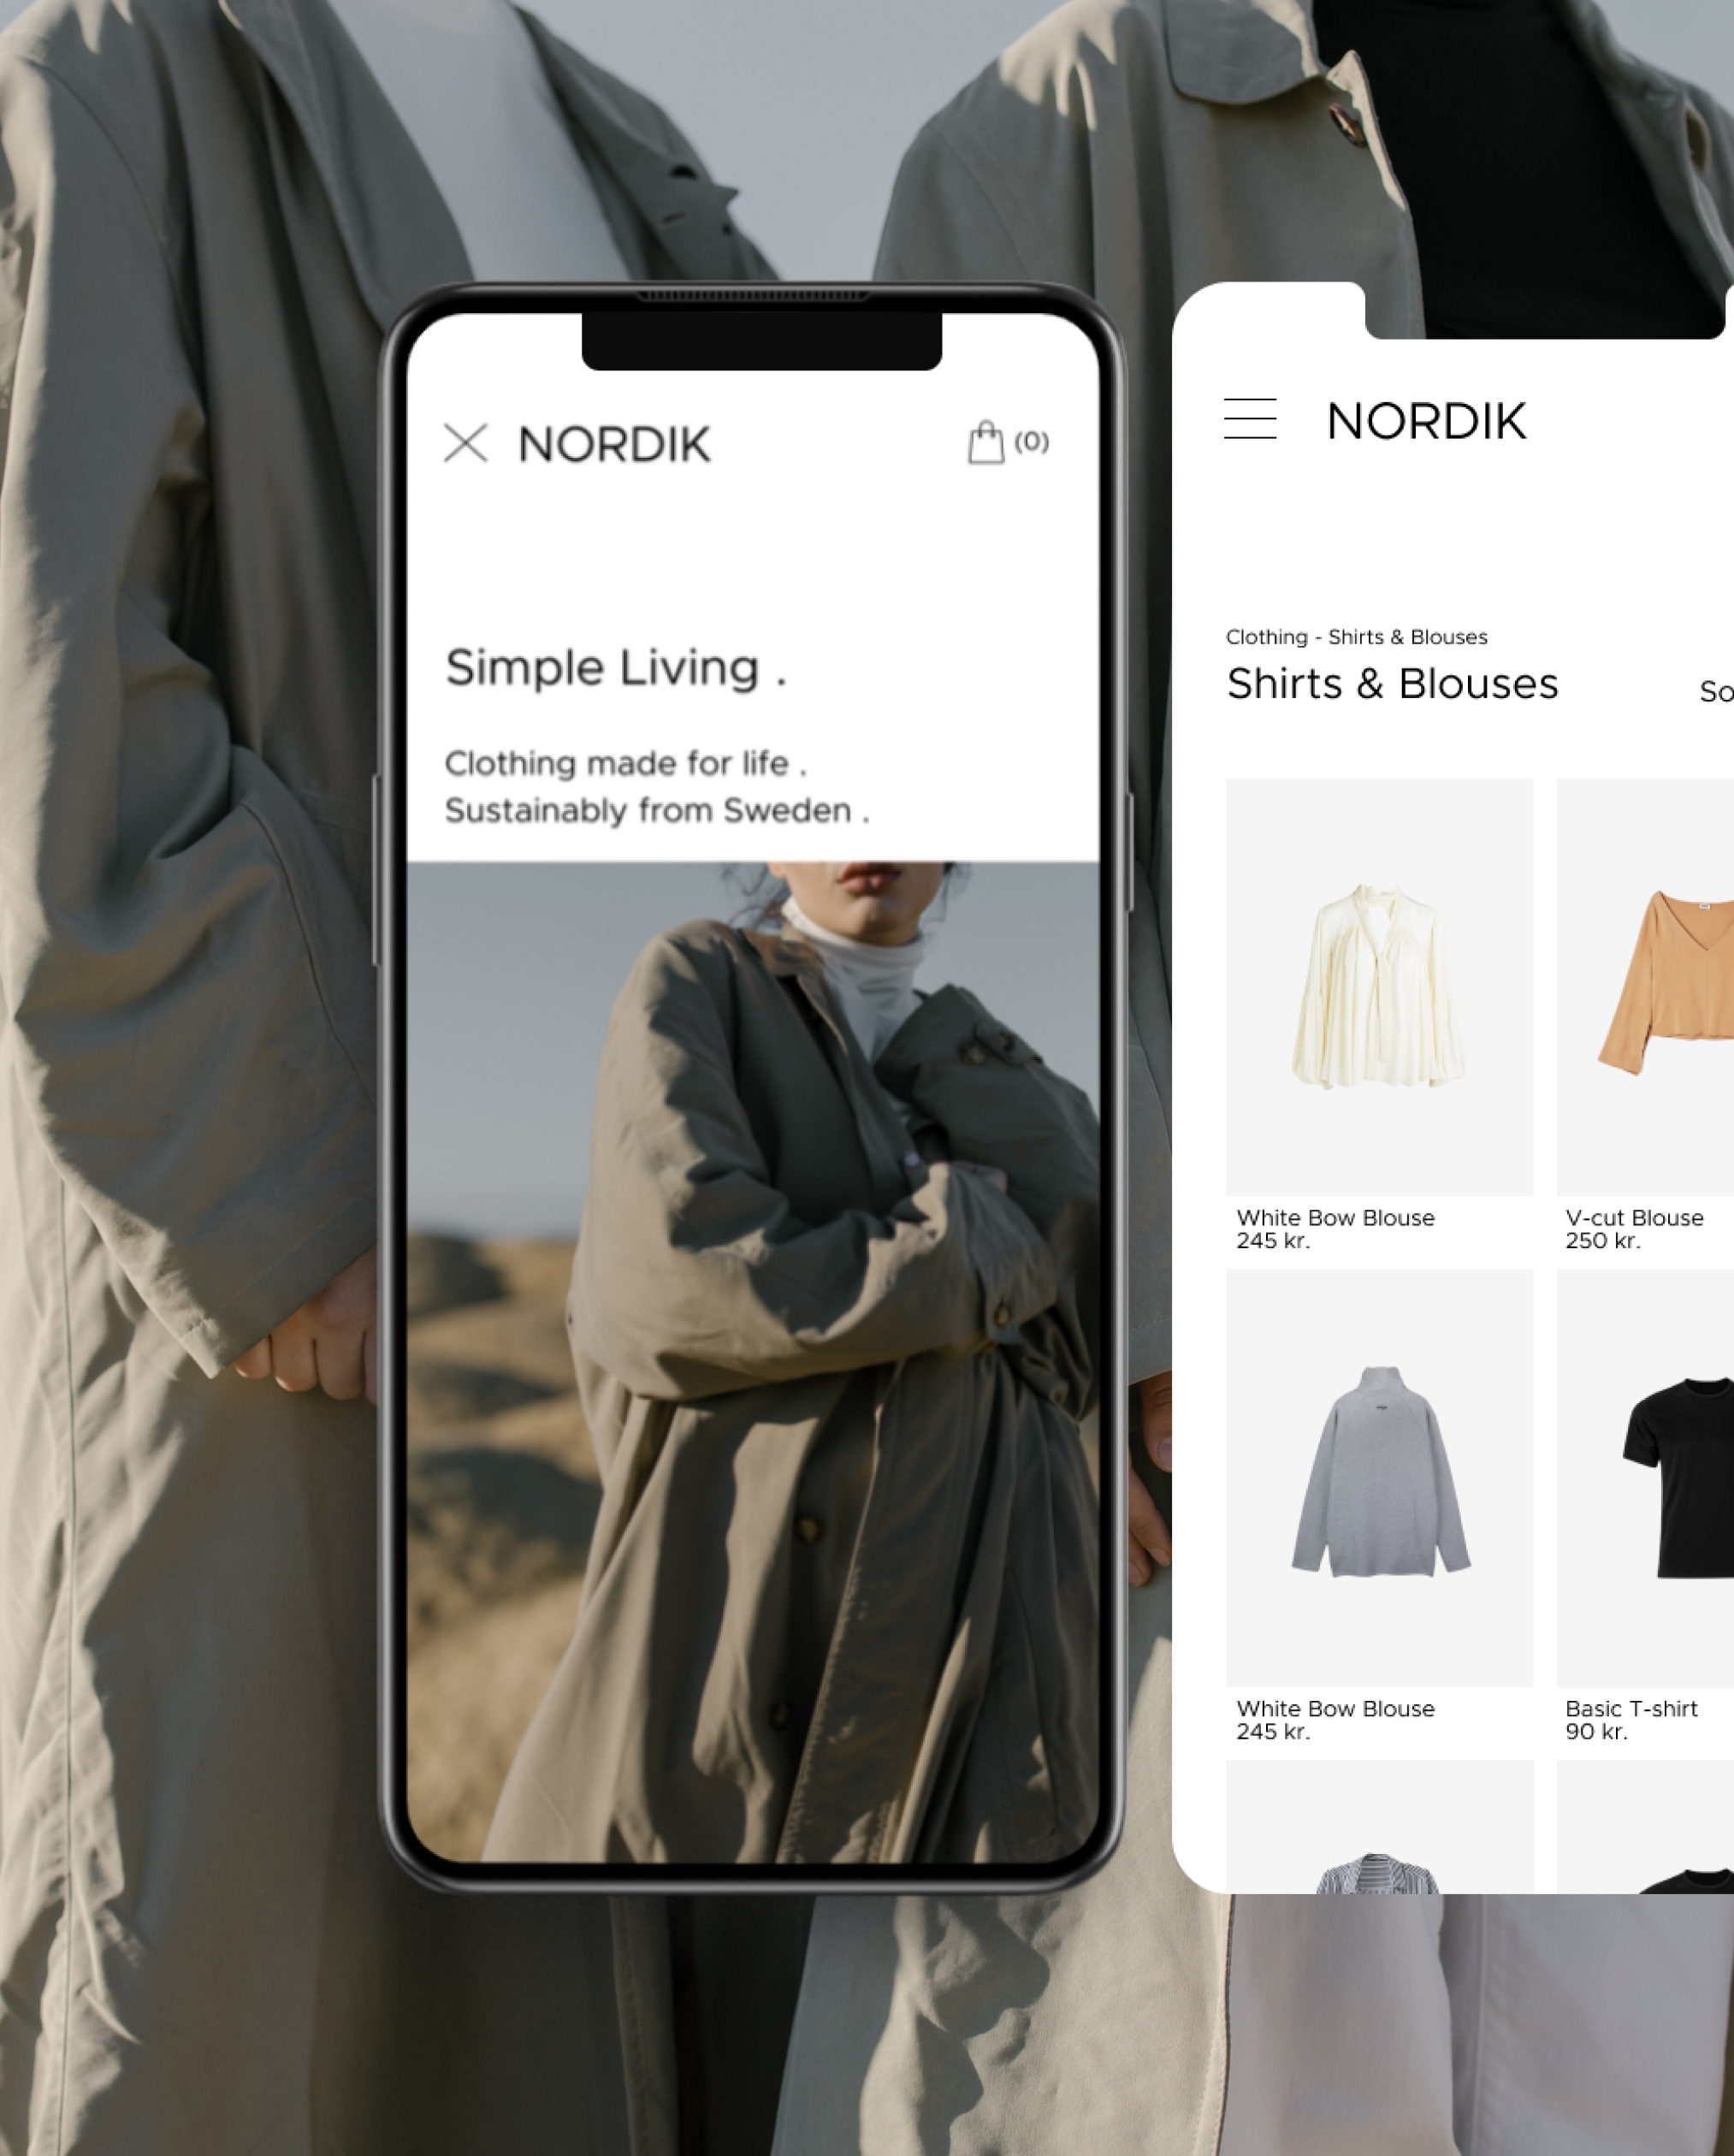 NORDIK
(0)
Simple Living .
Clothing made for life .
Sustainably from Sweden .
NORDIK
Clothing - Shirts & Blouses
Shirts & Blouses
So
White Bow Blouse
245 kr.
V-cut Blouse
250 kr.
White Bow Blouse
245 kr.
Basic T-shirt
90 kr.